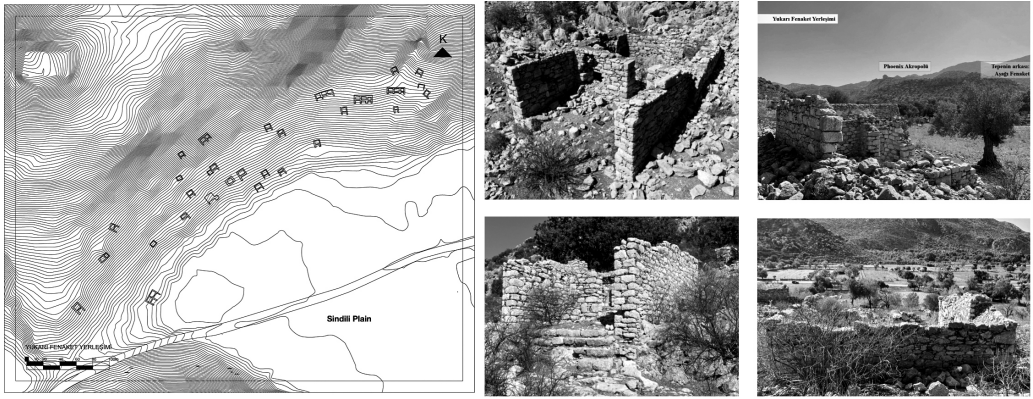 K
Sindili Plain
YUKARI FENAKET YERLEŞİMİ
Yukarı Fenaket Yerleşimi
Phoenix Akropolü
Tepenin arkası
Aşağı Fenaket